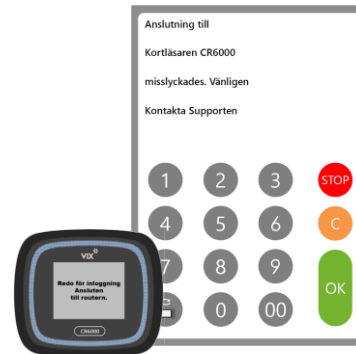 Anslutning till
Kortläsaren CR6000
misslyckades. Vänligen
Kontakta Supporten
1 2 3 STOP
4 5 6 C
7 8 9
0 00 OK
VIX
Redo för inloggning
Ansluten
till routern.
CR6000